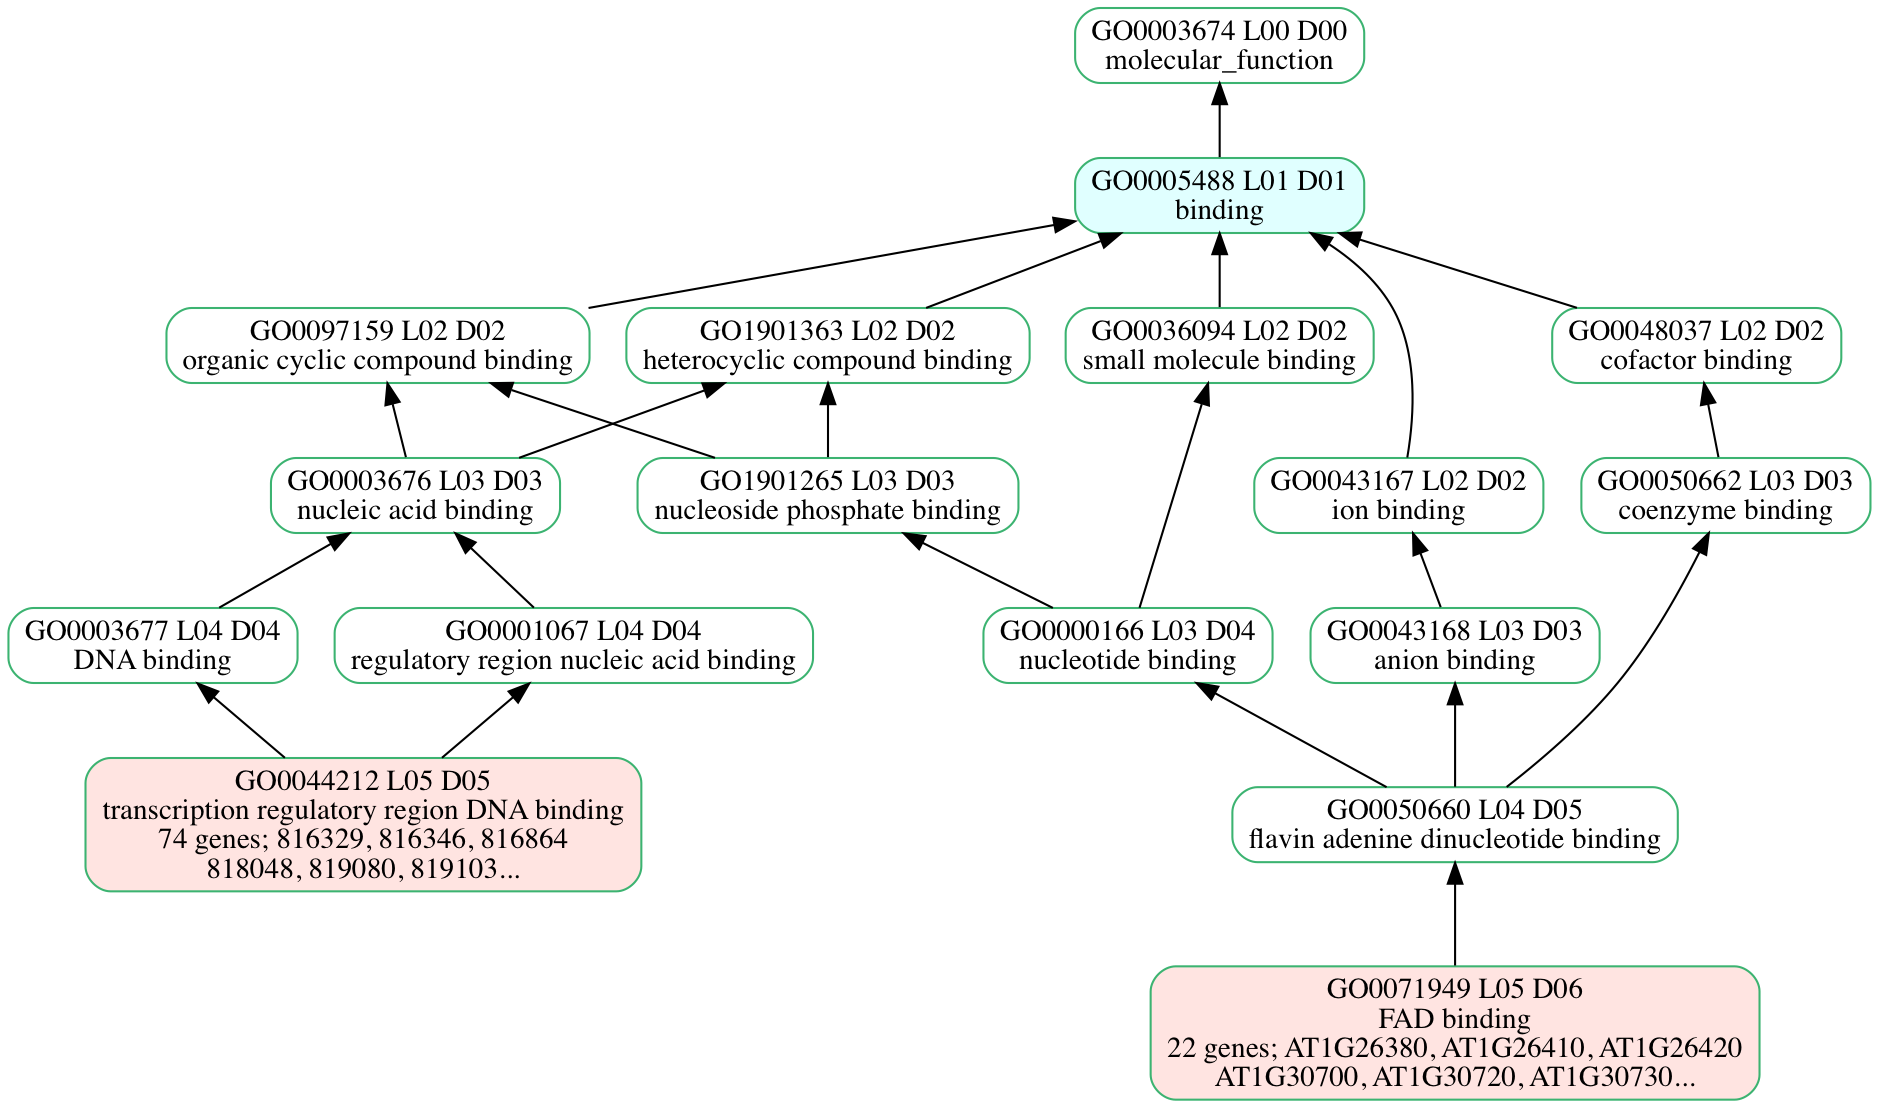 GO0003674 L00 D00
molecular_function
GO0005488 L01 D01
binding
GO0097159 L02 D02
organic cyclic compound binding
GO1901363 L02 D02
heterocyclic compound binding
GO0036094 L02 D02
small molecule binding
GO0048037 L02 D02
cofactor binding
GO0003676 L03 D03
nucleic acid binding
GO1901265 L03 D03
nucleoside phosphate binding
GO0043167 L02 D02
ion binding
GO0050662 L03 D03
coenzyme binding
GO0003677 L04 D04
DNA binding
GO0001067 L04 D04
regulatory region nucleic acid binding
GO0000166 L03 D04
nucleotide binding
GO0043168 L03 D03
anion binding
GO0044212 L05 D05
transcription regulatory region DNA binding
74 genes; 816329, 816346, 816864
818048, 819080, 819103...
GO0050660 L04 D05
flavin adenine dinucleotide binding
GO0071949 L05 D06
FAD binding
22 genes; AT1G26380, AT1G26410, AT1G26420
AT1G30700, AT1G30720, AT1G30730...